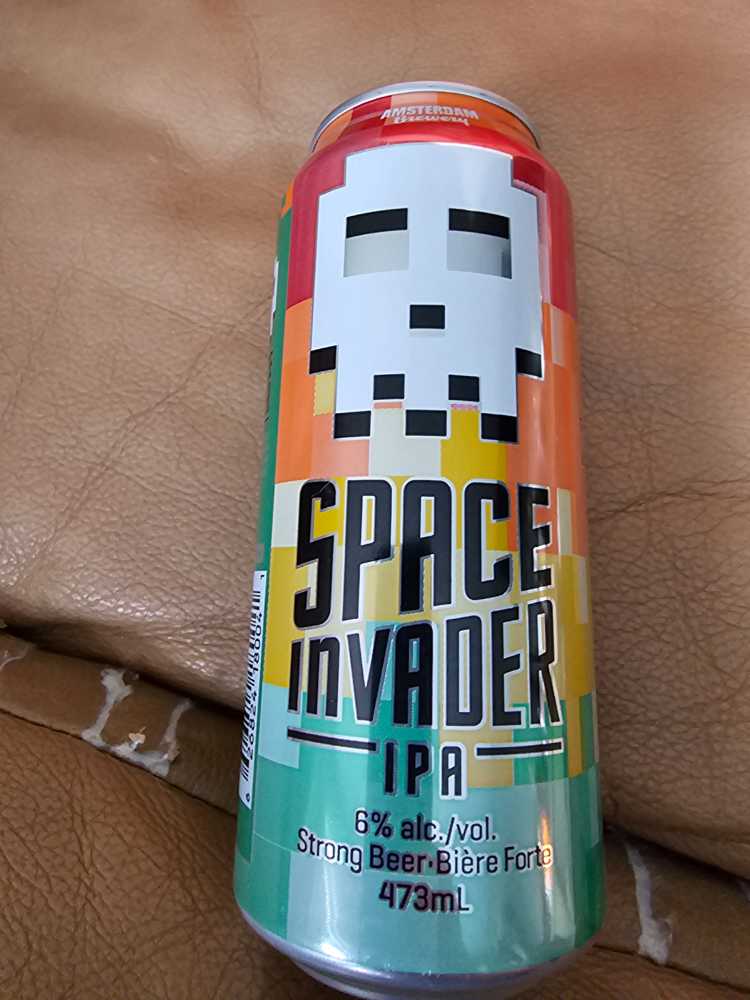 AMSTERDAM
Brewery
SPACE
INVADER
IPA
6% alc./vol.
Strong Beer·Bière Forte
473mL